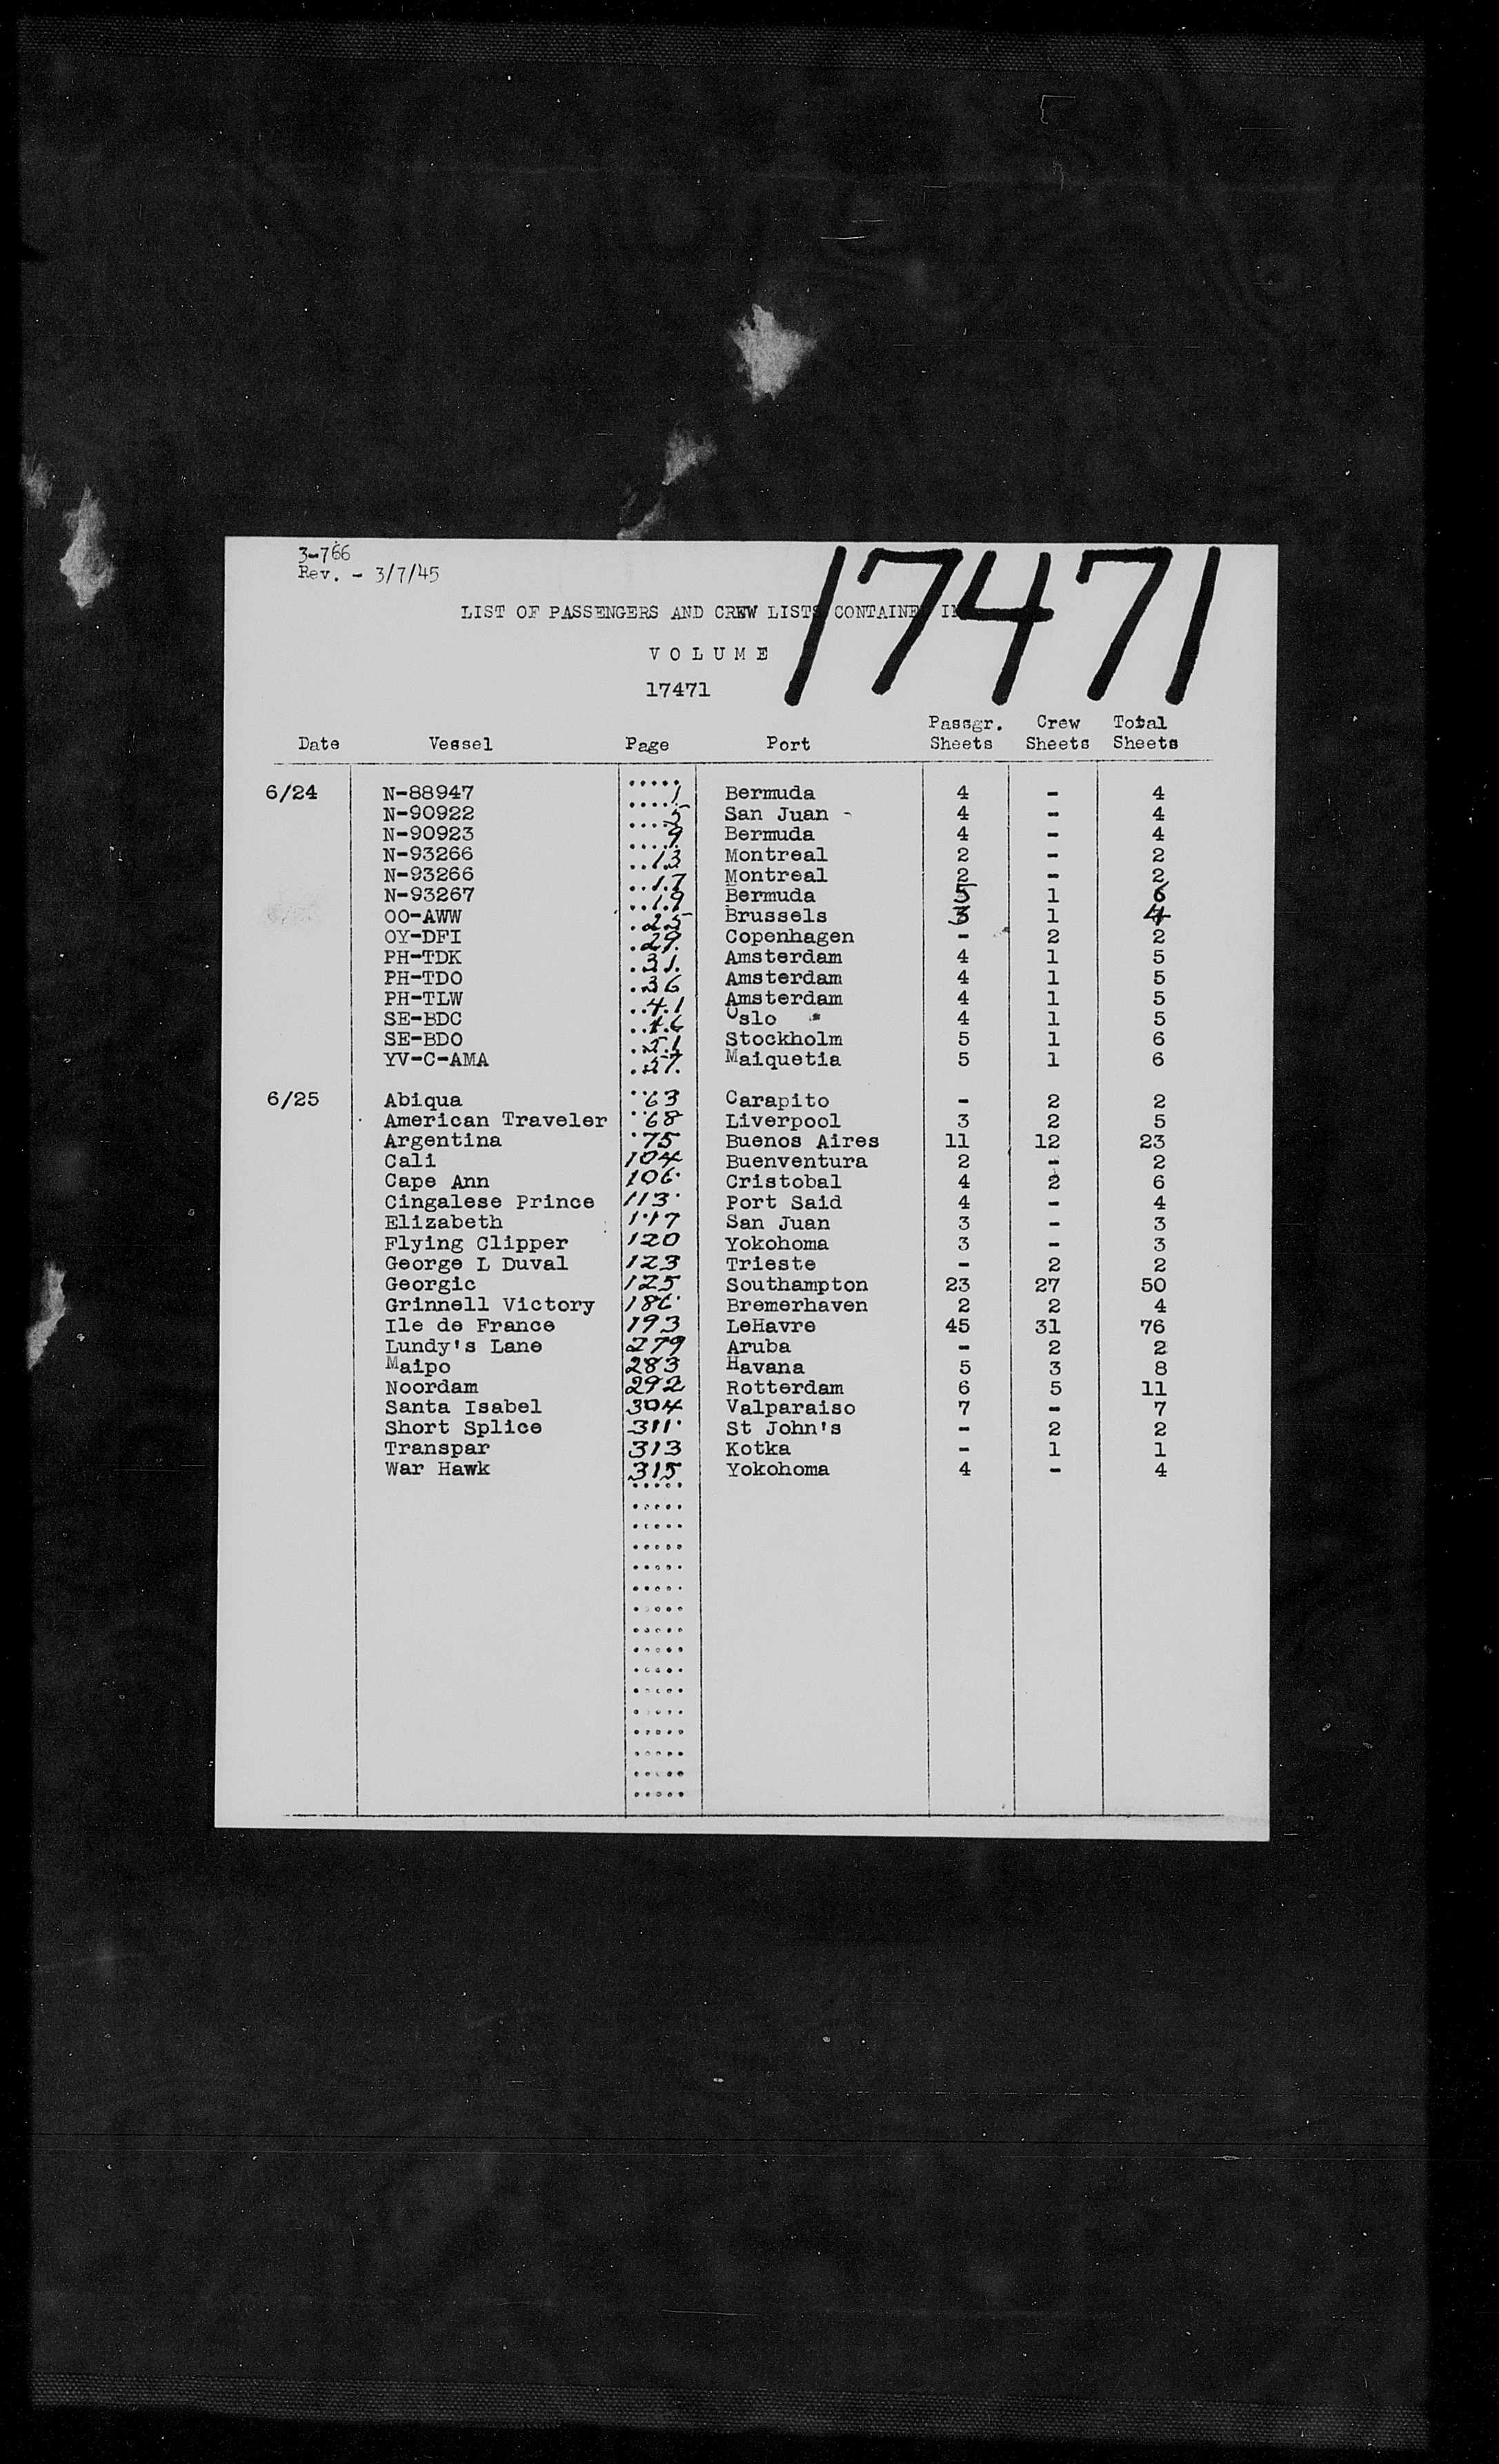 3-766
Rev. - 3/7/45
17471
LIST OF PASSENGERS AND CREW LISTS CONTAINED IN
VOLUME
17471
Date Vessel Page Port Passgr. Sheets Crew Sheets Total Sheets
6/24 N-88947 1 Bermuda 4 - 4
N-90922 5 San Juan 4 - 4
N-90923 9 Bermuda 4 - 4
N-93266 13 Montreal 2 - 2
N-93266 17 Montreal 2 - 2
N-93267 19 Bermuda 5 1 6
OO-AWW 25 Brussels 3 1 4
OY-DFI 29 Copenhagen - 2 2
PH-TDK 31 Amsterdam 4 1 5
PH-TDO 36 Amsterdam 4 1 5
PH-TLW 41 Amsterdam 4 1 5
SE-BDC 46 Oslo 4 1 5
SE-BDO 51 Stockholm 5 1 6
YV-C-AMA 57 Maiquetia 5 1 6
6/25 Abiqua 63 Carapito - 2 2
American Traveler 68 Liverpool 3 2 5
Argentina 75 Buenos Aires 11 12 23
Cali 104 Buenventura 2 - 2
Cape Ann 106 Cristobal 4 2 6
Cingalese Prince 113 Port Said 4 - 4
Elizabeth 117 San Juan 3 - 3
Flying Clipper 120 Yokohoma 3 - 3
George L Duval 123 Trieste - 2 2
Georgic 125 Southampton 23 27 50
Grinnell Victory 186 Bremerhaven 2 2 4
Ile de France 193 LeHavre 45 31 76
Lundy's Lane 279 Aruba - 2 2
Maipo 283 Havana 5 3 8
Noordam 292 Rotterdam 6 5 11
Santa Isabel 304 Valparaiso 7 - 7
Short Splice 311 St John's - 2 2
Transpar 313 Kotka - 1 1
War Hawk 315 Yokohoma 4 - 4